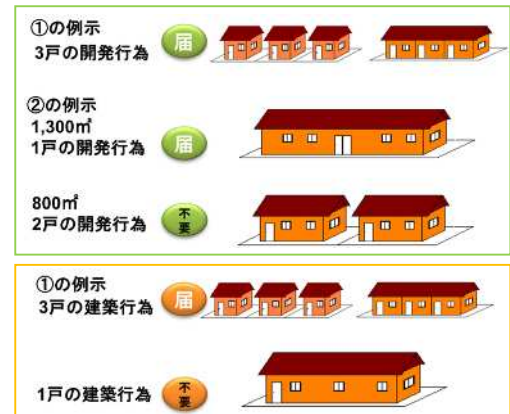 ①の例示
3戸の開発行為
届
②の例示
1,300㎡
1戸の開発行為
届
800㎡
2戸の開発行為
不要
①の例示
3戸の建築行為
届
1戸の建築行為
不要